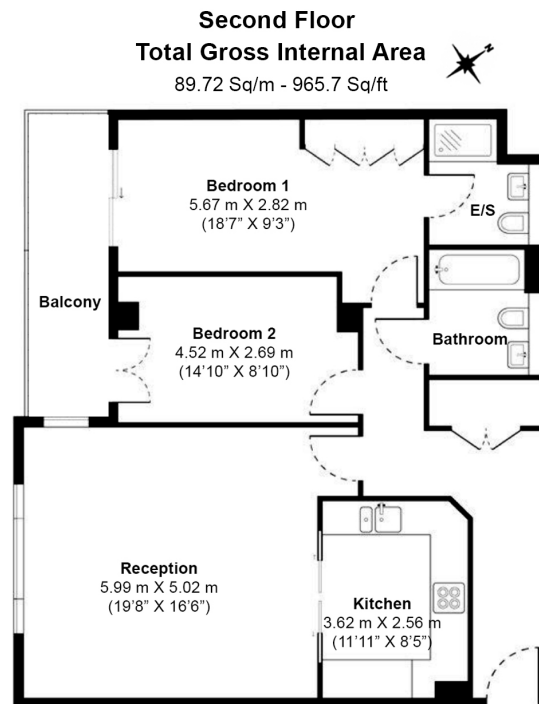 Second Floor
Total Gross Internal Area
89.72 Sq/m - 965.7 Sq/ft
N
Bedroom 1
5.67 m X 2.82 m
(18'7” X 9'3”)
E/S
Balcony
Bedroom 2
4.52 m X 2.69 m
(14'10” X 8'10”)
Bathroom
Reception
5.99 m X 5.02 m
(19'8” X 16'6”)
Kitchen
3.62 m X 2.56 m
(11'11” X 8'5”)